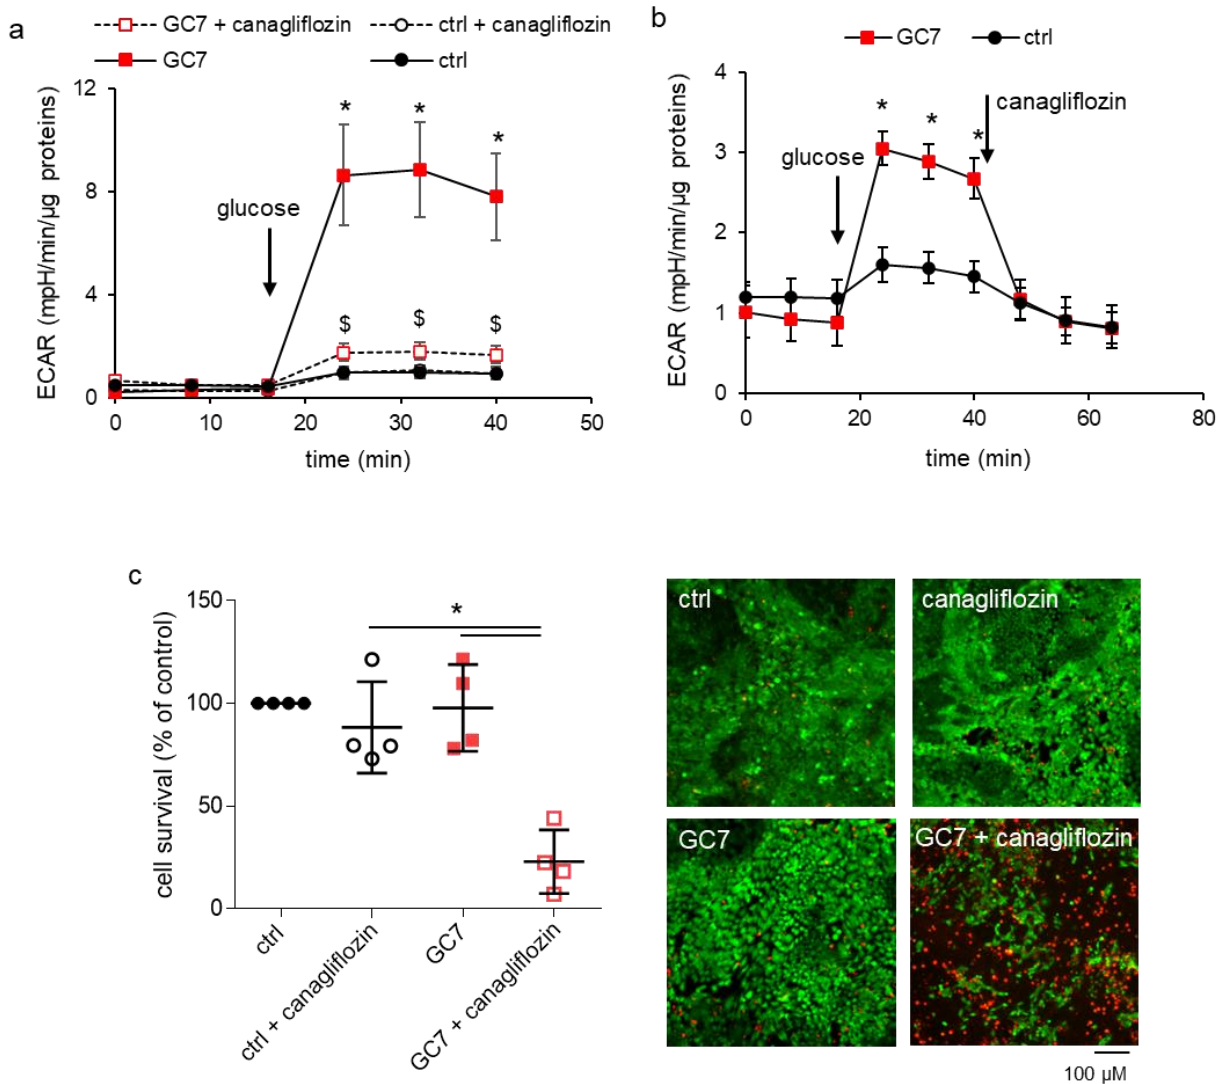 a
GC7 + canagliflozin
ctrl + canagliflozin
GC7
ctrl
12
8
4
0
ECAR (mpH/min/µg proteins)
glucose
*
*
*
$
$
$
0
10
20
30
40
50
time (min)
b
GC7
ctrl
4
3
2
1
0
ECAR (mpH/min/µg proteins)
glucose
canagliflozin
*
*
*
0
20
40
60
80
time (min)
c
150
100
50
0
cell survival (% of control)
*
ctrl
ctrl + canagliflozin
GC7
GC7 + canagliflozin
ctrl
canagliflozin
GC7
GC7 + canagliflozin
100 µM